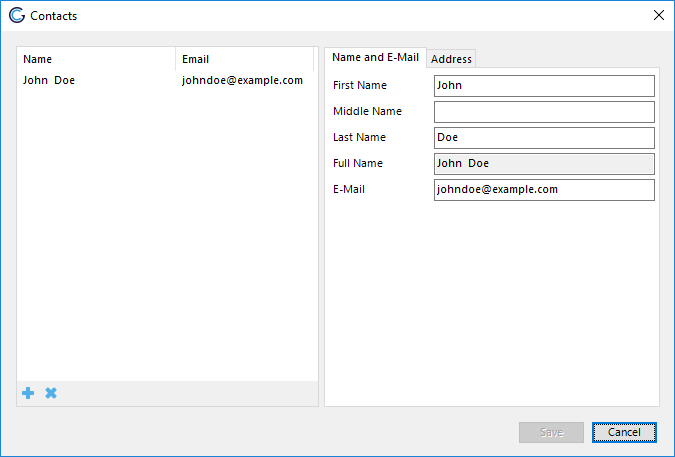 Contacts
Name Email
John  Doe johndoe@example.com
Name and E-Mail Address
First Name John
Middle Name
Last Name Doe
Full Name John  Doe
E-Mail johndoe@example.com
Save Cancel